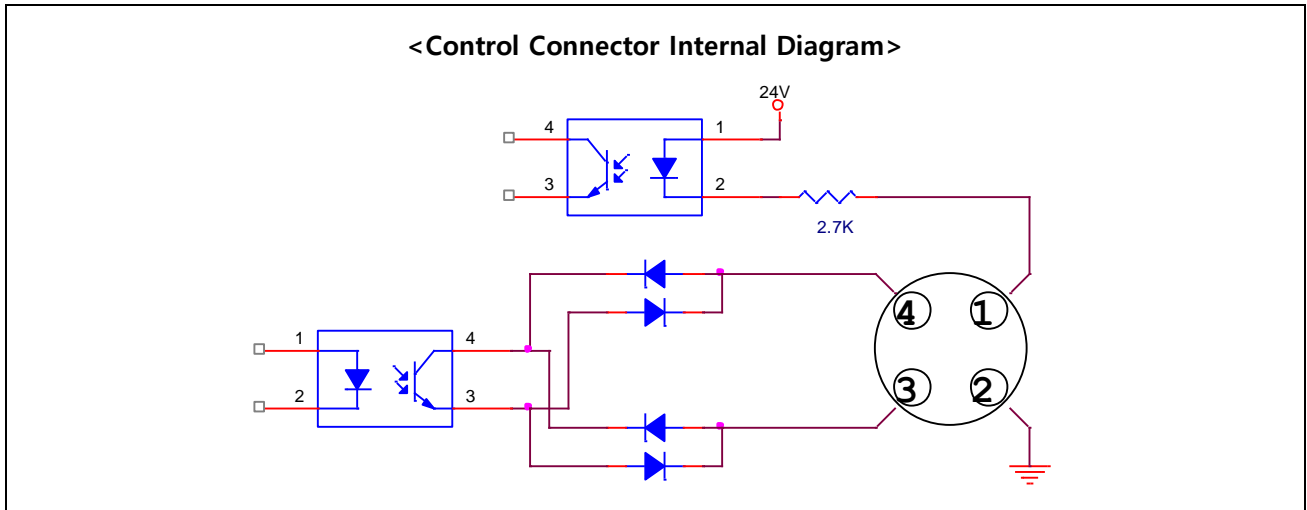 <Control Connector Internal Diagram>
24V
4 1
3 2
2.7K
4 1
1 4
3 2
2 3